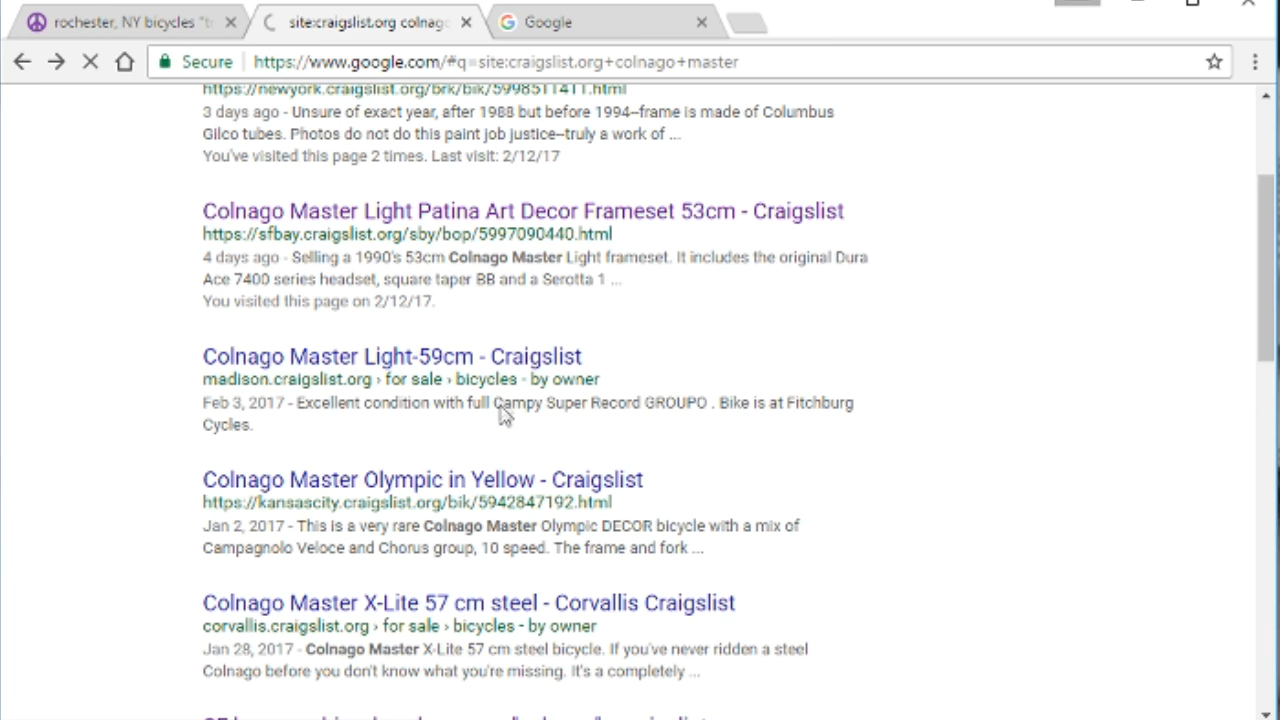 rochester, NY bicycles "tr
site:craigslist.org colnago
Google
Secure
https://www.google.com/#q=site:craigslist.org+colnago+master
https://newyork.craigslist.org/brk/bik/5998511411.html
3 days ago - Unsure of exact year, after 1988 but before 1994--frame is made of Columbus
Gilco tubes. Photos do not do this paint job justice--truly a work of ...
You've visited this page 2 times. Last visit: 2/12/17
Colnago Master Light Patina Art Decor Frameset 53cm - Craigslist
https://sfbay.craigslist.org/sby/bop/5997090440.html
4 days ago - Selling a 1990's 53cm Colnago Master Light frameset. It includes the original Dura
Ace 7400 series headset, square taper BB and a Serotta 1 ...
You visited this page on 2/12/17.
Colnago Master Light-59cm - Craigslist
madison.craigslist.org › for sale › bicycles - by owner
Feb 3, 2017 - Excellent condition with full Campy Super Record GROUPO . Bike is at Fitchburg
Cycles.
Colnago Master Olympic in Yellow - Craigslist
https://kansascity.craigslist.org/bik/5942847192.html
Jan 2, 2017 - This is a very rare Colnago Master Olympic DECOR bicycle with a mix of
Campagnolo Veloce and Chorus group, 10 speed. The frame and fork ...
Colnago Master X-Lite 57 cm steel - Corvallis Craigslist
corvallis.craigslist.org › for sale › bicycles - by owner
Jan 28, 2017 - Colnago Master X-Lite 57 cm steel bicycle. If you've never ridden a steel
Colnago before you don't know what you're missing. It's a completely ...